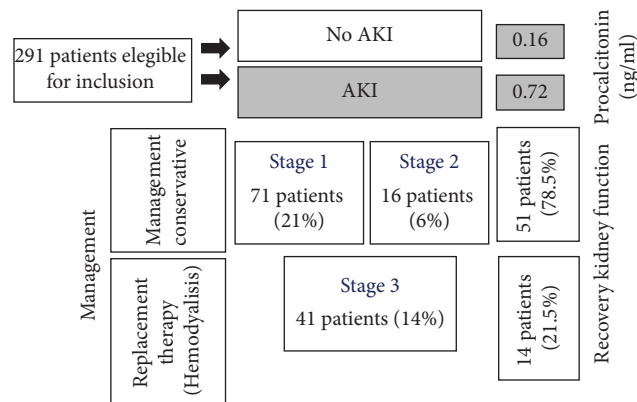 291 patients elegible
for inclusion
No AKI
0.16
AKI
0.72
Procalcitonin
(ng/ml)
Management
Management
conservative
Stage 1
71 patients
(21%)
Stage 2
16 patients
(6%)
51 patients
(78.5%)
Recovery kidney function
Replacement
therapy
(Hemodyalisis)
Stage 3
41 patients (14%)
14 patients
(21.5%)